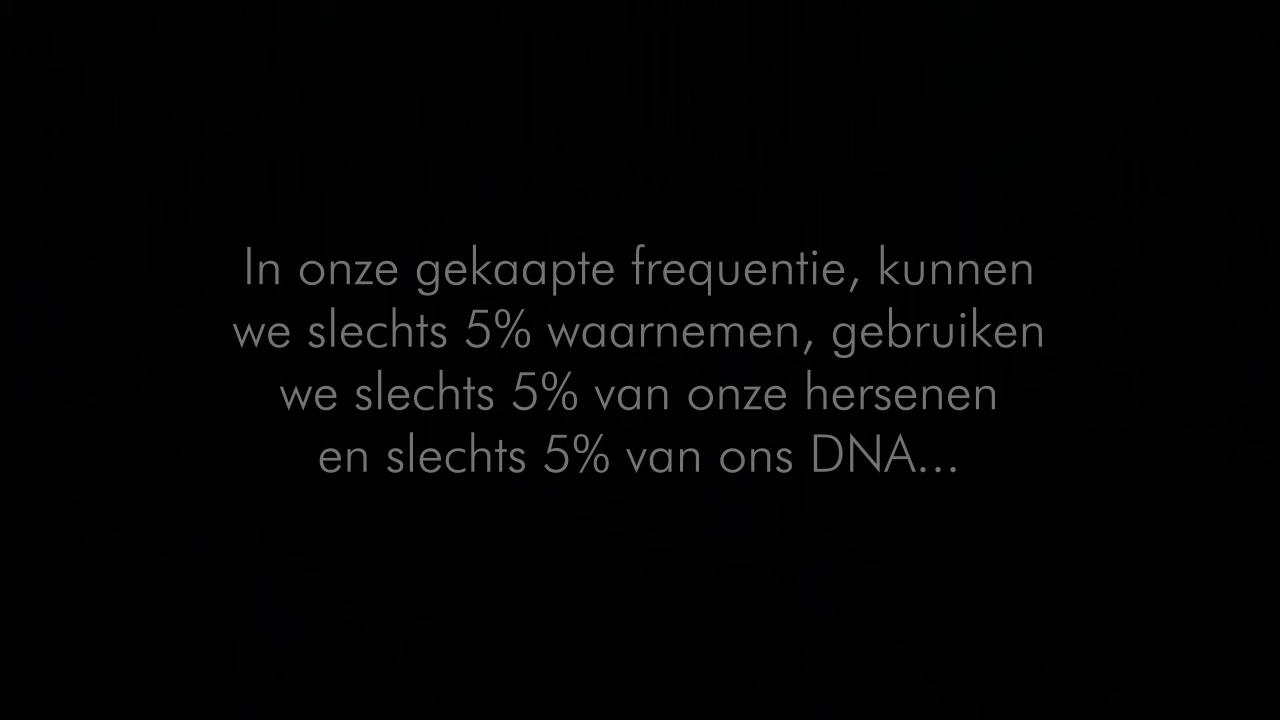 In onze gekaapte frequentie, kunnen
we slechts 5% waarnemen, gebruiken
we slechts 5% van onze hersenen
en slechts 5% van ons DNA...